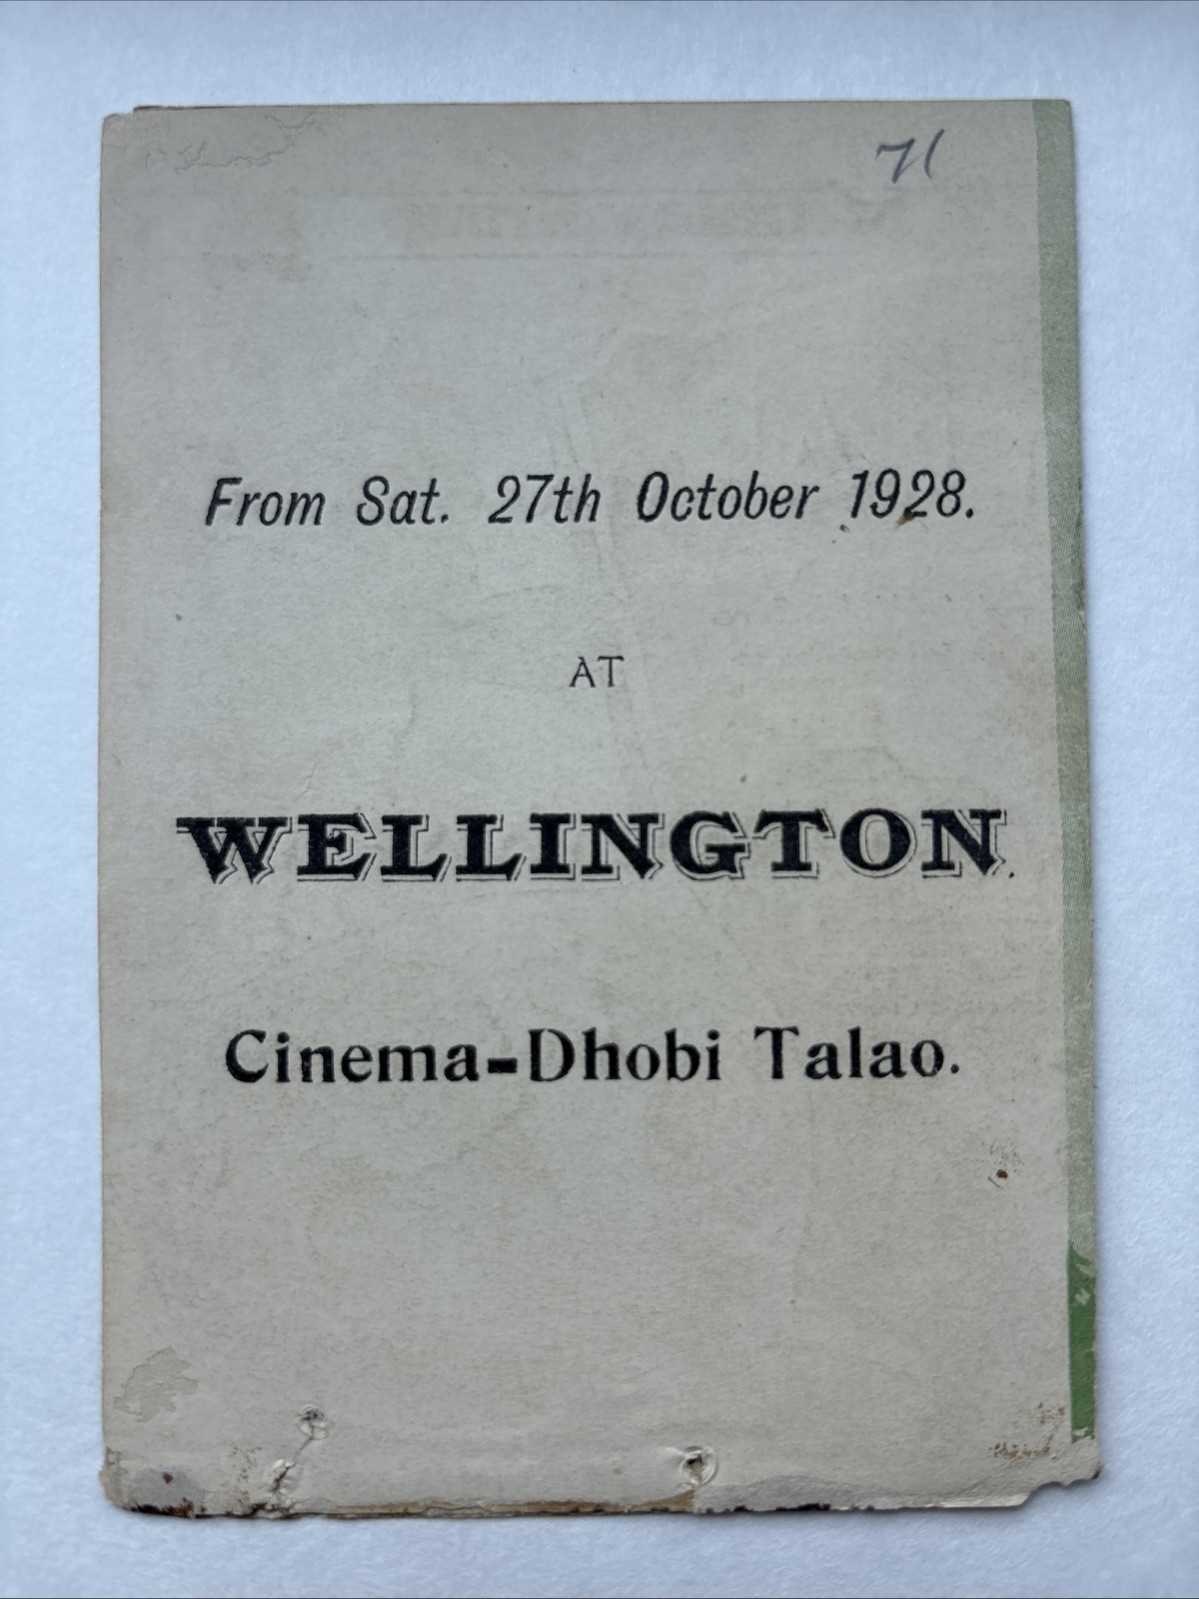 71
From Sat. 27th October 1928.
AT
WELLINGTON.
Cinema-Dhobi Talao.